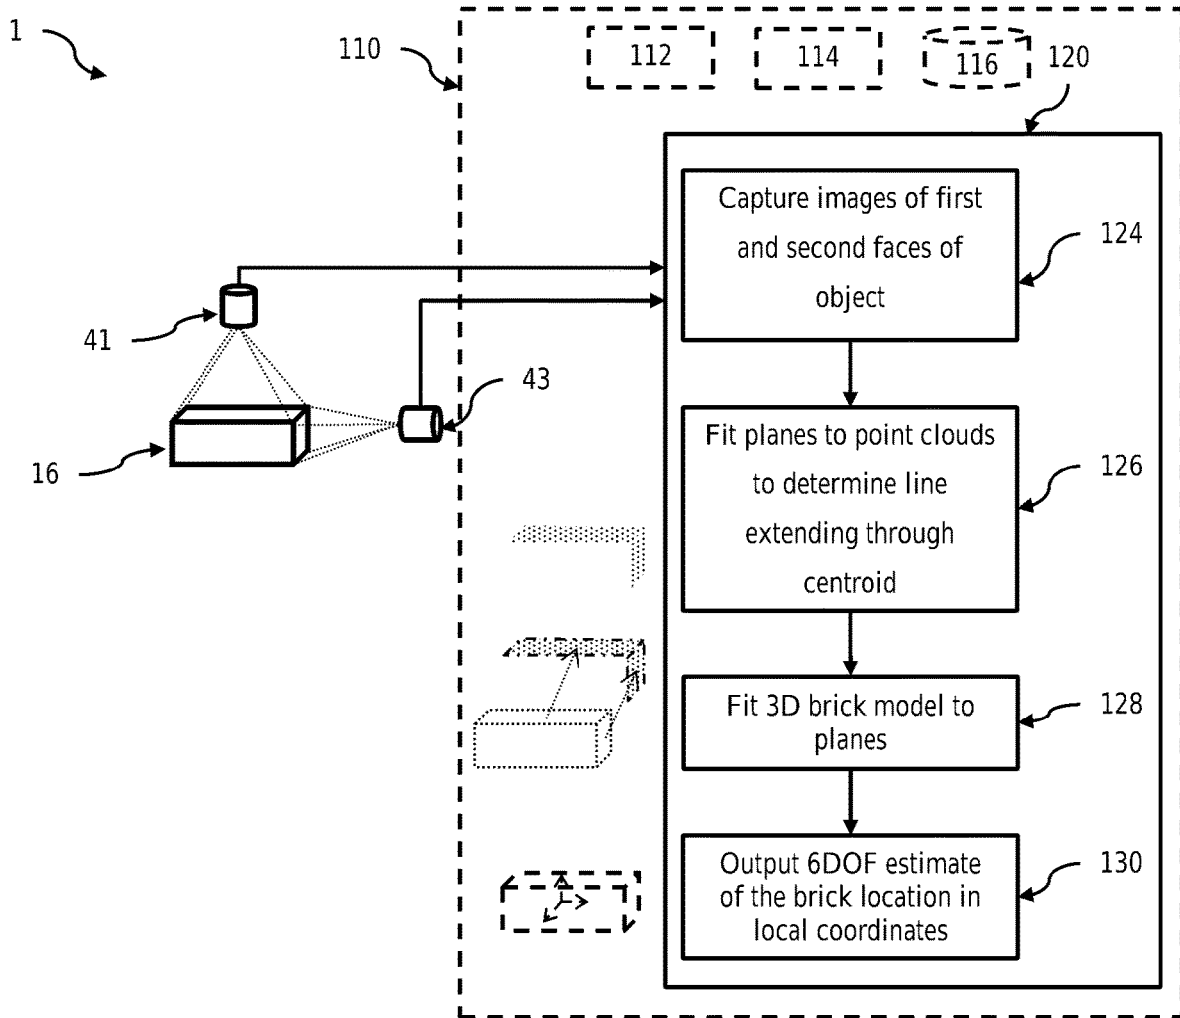 1
110
112
114
116
120
Capture images of first
and second faces of
object
124
41
43
16
Fit planes to point clouds
to determine line
extending through
centroid
126
Fit 3D brick model to
planes
128
Output 6DOF estimate
of the brick location in
local coordinates
130